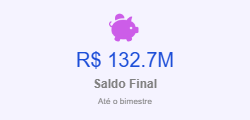 R$ 132.7M
Saldo Final
Até o bimestre